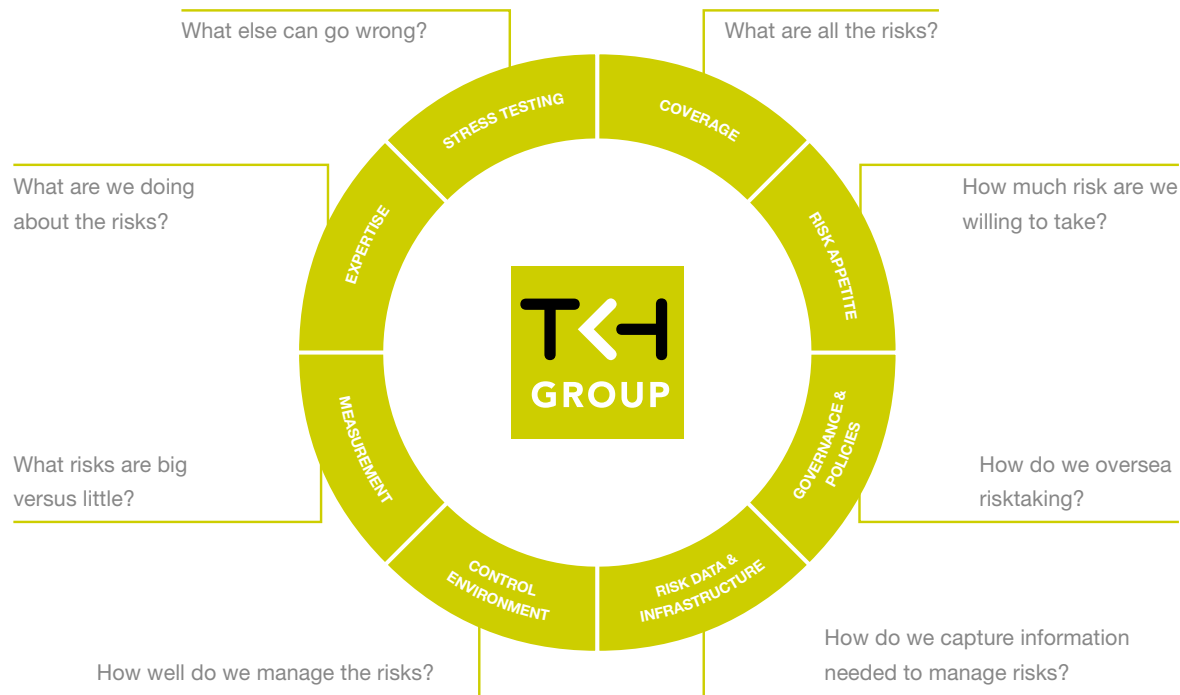 What else can go wrong?
What are all the risks?
STRESS TESTING
COVERAGE
What are we doing
about the risks?
How much risk are we
willing to take?
EXPERTISE
RISK APPETITE
TKH
GROUP
MEASUREMENT
GOVERNANCE &
POLICIES
What risks are big
versus little?
How do we oversea
risktaking?
CONTROL
ENVIRONMENT
RISK DATA &
INFRASTRUCTURE
How well do we manage the risks?
How do we capture information
needed to manage risks?